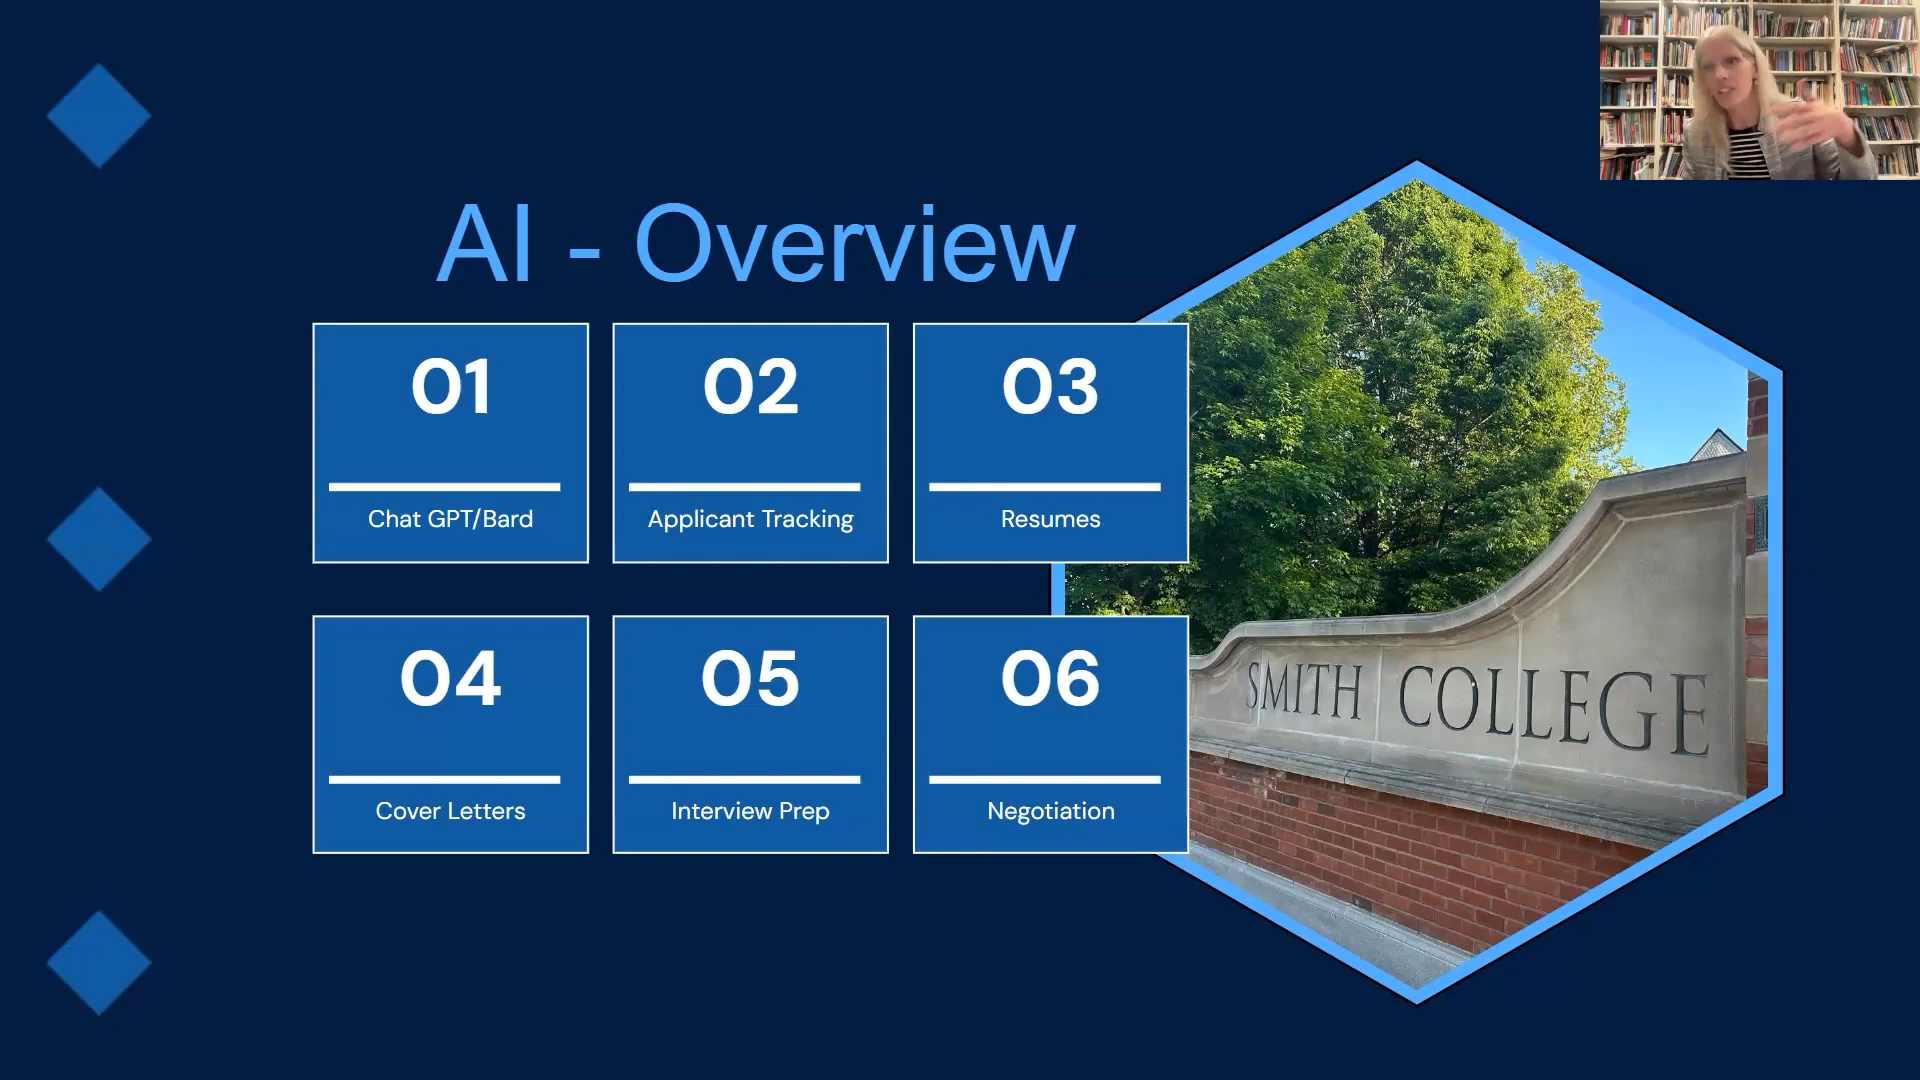 AI - Overview
01
Chat GPT/Bard
02
Applicant Tracking
03
Resumes
04
Cover Letters
05
Interview Prep
06
Negotiation
SMITH COLLEGE